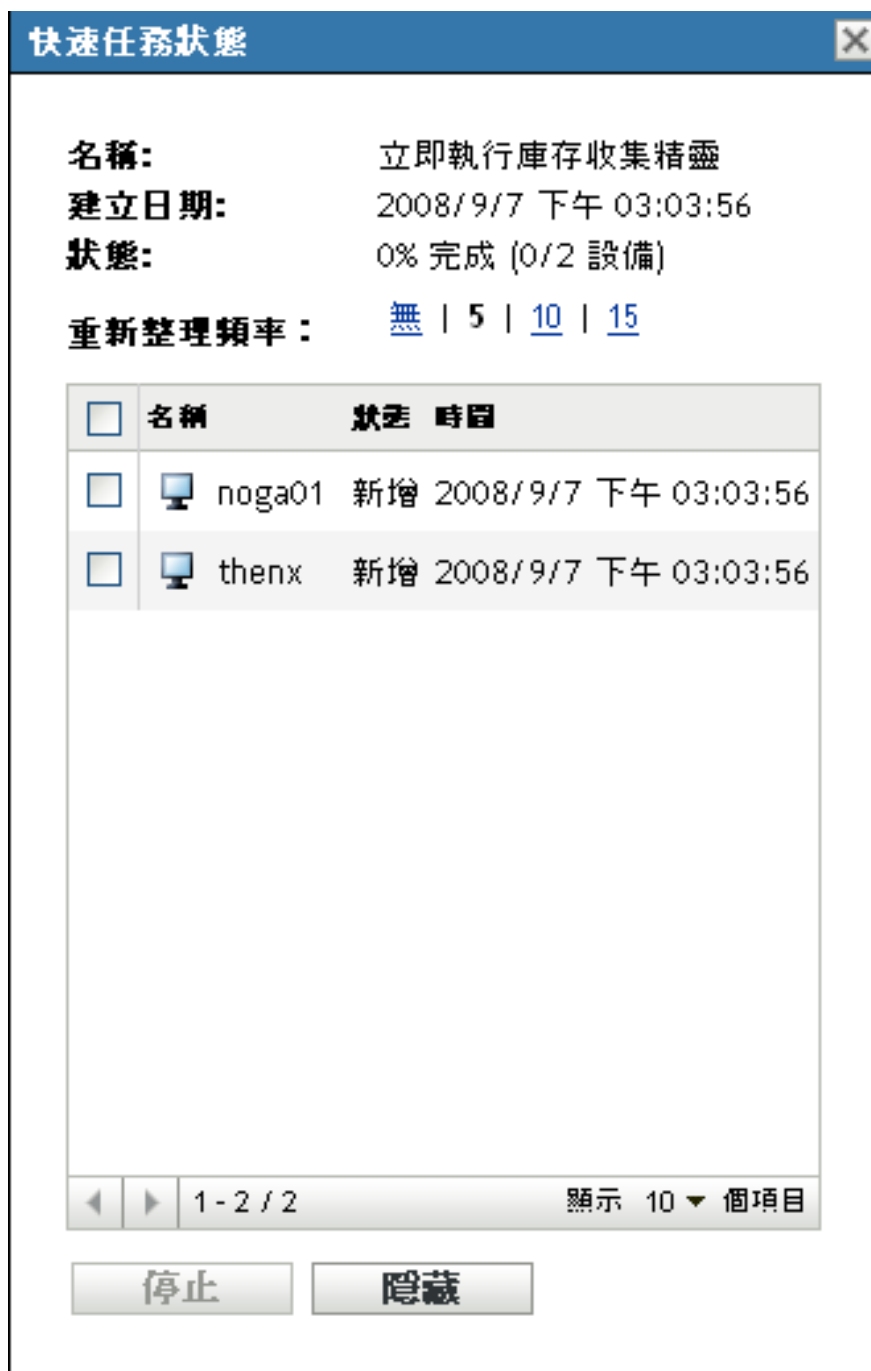 快速任務狀態
名稱: 立即執行庫存收集精靈
建立日期: 2008/9/7 下午 03:03:56
狀態: 0% 完成 (0/2 設備)
重新整理頻率： 無 | 5 | 10 | 15
名稱 狀態 時間
noga01 新增 2008/9/7 下午 03:03:56
thenx 新增 2008/9/7 下午 03:03:56
1 - 2 / 2 顯示 10 個項目
停止 隱藏